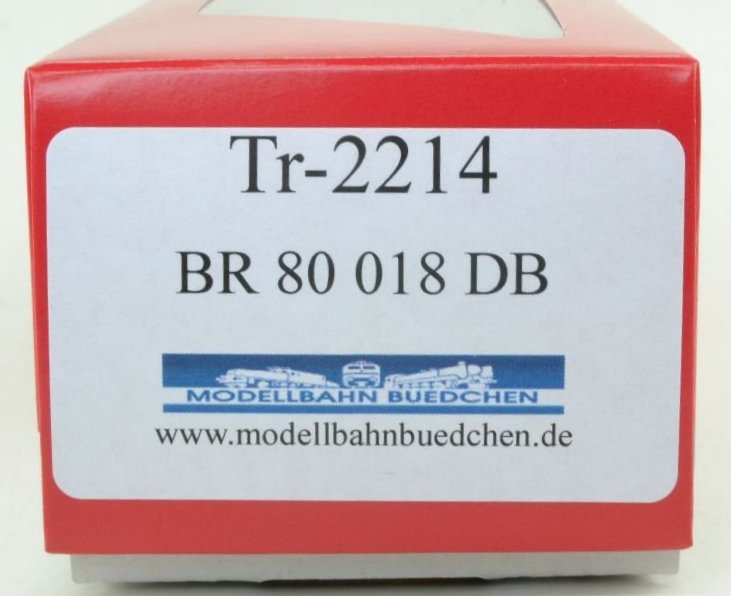 Tr-2214
BR 80 018 DB
MODELLBAHN BUEDCHEN
www.modellbahnbuedchen.de